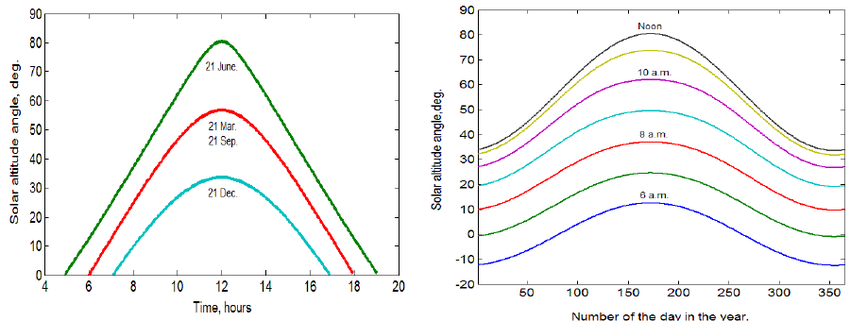 Solar altitude angle, deg.
90
80
70
60
50
40
30
20
10
0
21 June.
21 Mar.
21 Sep.
21 Dec.
4 6 8 10 12 14 16 18 20
Time, hours
Solar altitude angle,deg.
90
80
70
60
50
40
30
20
10
0
-10
-20
Noon
10 a.m.
8 a.m.
6 a.m.
50 100 150 200 250 300 350
Number of the day in the year.